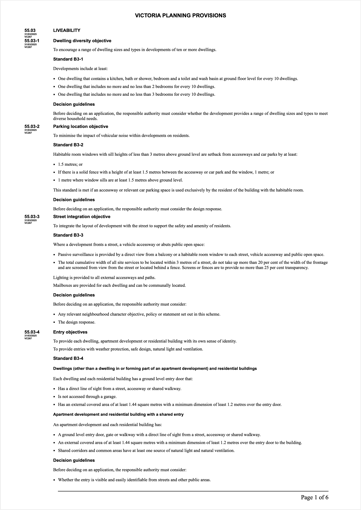 VICTORIA PLANNING PROVISIONS
55.03
LIVEABILITY
55.03-1
Dwelling diversity objective
To encourage a range of dwelling sizes and types in developments of ten or more dwellings.
Standard B3-1
Developments include at least:
• One dwelling that contains a kitchen, bath or shower, bedroom and a toilet and wash basin at ground floor level for every 10 dwellings.
• One dwelling that includes no more and no less than 2 bedrooms for every 10 dwellings.
• One dwelling that includes no more and no less than 3 bedrooms for every 10 dwellings.
Decision guidelines
Before deciding on an application, the responsible authority must consider whether the development provides a range of dwelling sizes and types to meet
diverse household needs.
55.03-2
Parking location objective
To minimise the impact of vehicular noise within developments on residents.
Standard B3-2
Habitable room windows with sill heights of less than 3 metres above ground level are setback from accessways and car parks by at least:
• 1.5 metres; or
• If there is a solid fence with a height of at least 1.5 metres between the accessway or car park and the window, 1 metre; or
• 1 metre where window sills are at least 1.5 metres above ground level.
This standard is met if an accessway or relevant car parking space is used exclusively by the resident of the building with the habitable room.
Decision guidelines
Before deciding on an application, the responsible authority must consider the design response.
55.03-3
Street integration objective
To integrate the layout of development with the street to support the safety and amenity of residents.
Standard B3-3
Where a development fronts a street, a vehicle accessway or abuts public open space:
• Passive surveillance is provided by a direct view from a balcony or a habitable room window to each street, vehicle accessway and public open space.
• The total cumulative width of all site services to be located within 3 metres of a street, do not take up more than 20 per cent of the width of the frontage
and are screened from view from the street or located behind a fence. Screens or fences are to provide no more than 25 per cent transparency.
Lighting is provided to all external accessways and paths.
Mailboxes are provided for each dwelling and can be communally located.
Decision guidelines
Before deciding on an application, the responsible authority must consider:
• Any relevant neighbourhood character objective, policy or statement set out in this scheme.
• The design response.
55.03-4
Entry objectives
To provide each dwelling, apartment development or residential building with its own sense of identity.
To provide entries with weather protection, safe design, natural light and ventilation.
Standard B3-4
Dwellings (other than a dwelling in or forming part of an apartment development) and residential buildings
Each dwelling and each residential building has a ground level entry door that:
• Has a direct line of sight from a street, accessway or shared walkway.
• Is not accessed through a garage.
• Has an external covered area of at least 1.44 square metres with a minimum dimension of at least 1.2 metres over the entry door.
Apartment development and residential building with a shared entry
An apartment development and each residential building has:
• A ground level entry door, gate or walkway with a direct line of sight from a street, accessway or shared walkway.
• An external covered area of at least 1.44 square metres with a minimum dimension of at least 1.2 metres over the entry door to the building.
• Shared corridors and common areas have at least one source of natural light and natural ventilation.
Decision guidelines
Before deciding on an application, the responsible authority must consider:
• Whether the entry is visible and easily identifiable from streets and other public areas.
Page 1 of 6